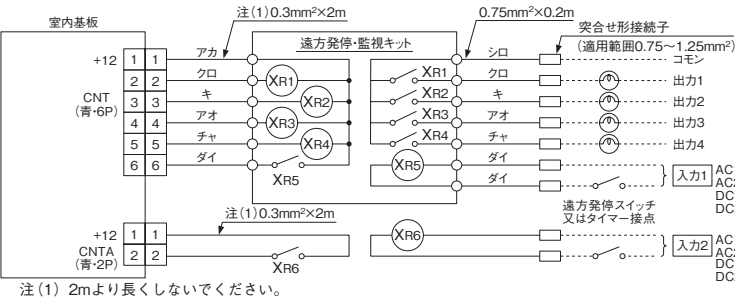 注(1)0.3mm²×2m
0.75mm²×0.2m
室内基板
遠方発停・監視キット
突合せ形接続子
(適用範囲0.75～1.25mm²)
+12 1 1 アカ シロ コモン
2 2 クロ XR1 XR1 クロ 出力1
CNT
(青・6P)
3 3 キ XR2 XR2 キ 出力2
4 4 アオ XR3 XR3 アオ 出力3
5 5 チャ XR4 XR4 チャ 出力4
6 6 ダイ XR5 XR5 ダイ
ダイ
入力1
AC
AC
DC
DC
遠方発停スイッチ
又はタイマー接点
注(1)0.3mm²×2m
+12 1 1
CNTA
(青・2P)
2 2 XR6 XR6
入力2
AC
AC
DC
DC
注(1) 2mより長くしないでください。